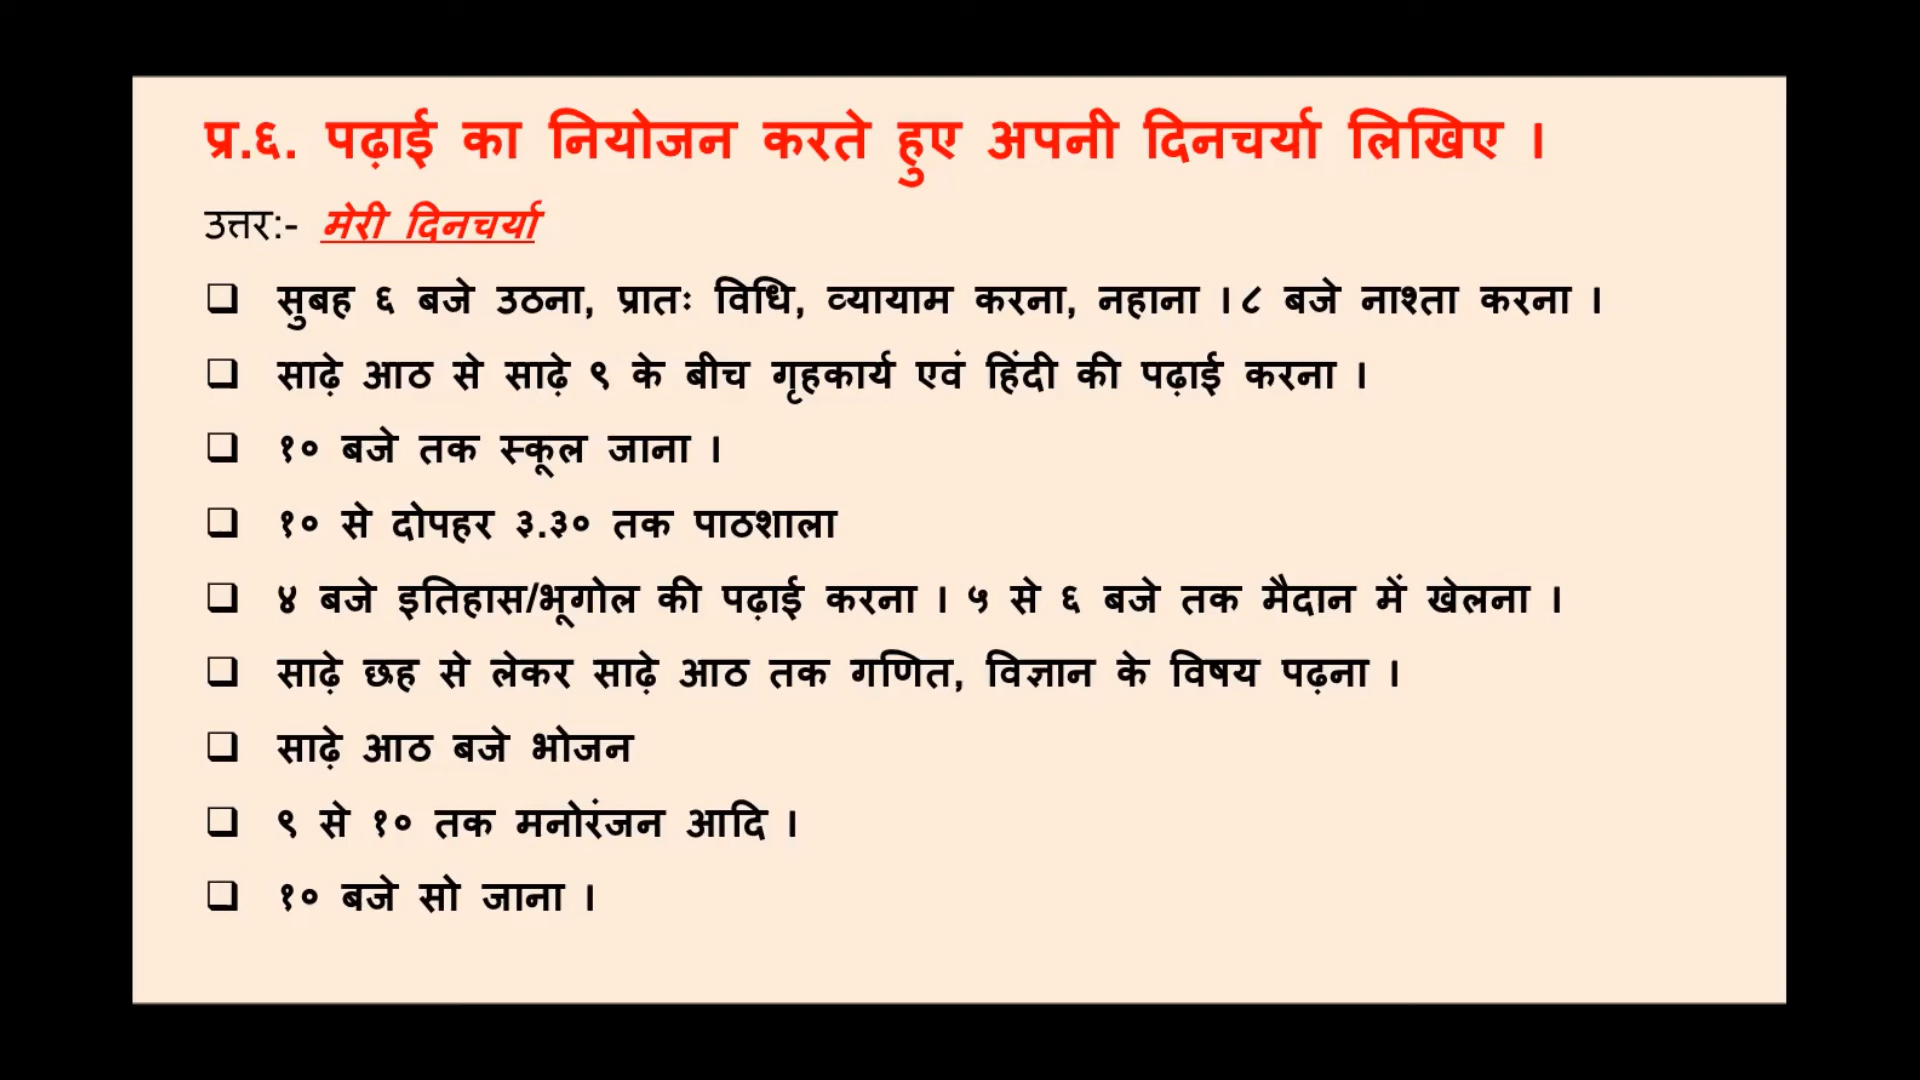 प्र.६. पढ़ाई का नियोजन करते हुए अपनी दिनचर्या लिखिए ।
उत्तर:- मेरी दिनचर्या
❑ सुबह ६ बजे उठना, प्रातः विधि, व्यायाम करना, नहाना । ८ बजे नाश्ता करना ।
❑ साढ़े आठ से साढ़े ९ के बीच गृहकार्य एवं हिंदी की पढ़ाई करना ।
❑ १० बजे तक स्कूल जाना ।
❑ १० से दोपहर ३.३० तक पाठशाला
❑ ४ बजे इतिहास/भूगोल की पढ़ाई करना । ५ से ६ बजे तक मैदान में खेलना ।
❑ साढ़े छह से लेकर साढ़े आठ तक गणित, विज्ञान के विषय पढ़ना ।
❑ साढ़े आठ बजे भोजन
❑ ९ से १० तक मनोरंजन आदि ।
❑ १० बजे सो जाना ।